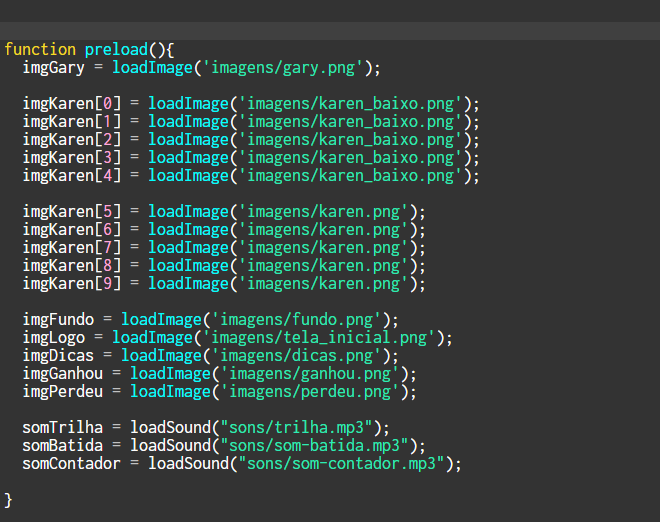 function preload(){
imgGary = loadImage('imagens/gary.png');
imgKaren[0] = loadImage('imagens/karen_baixo.png');
imgKaren[1] = loadImage('imagens/karen_baixo.png');
imgKaren[2] = loadImage('imagens/karen_baixo.png');
imgKaren[3] = loadImage('imagens/karen_baixo.png');
imgKaren[4] = loadImage('imagens/karen_baixo.png');
imgKaren[5] = loadImage('imagens/karen.png');
imgKaren[6] = loadImage('imagens/karen.png');
imgKaren[7] = loadImage('imagens/karen.png');
imgKaren[8] = loadImage('imagens/karen.png');
imgKaren[9] = loadImage('imagens/karen.png');
imgFundo = loadImage('imagens/fundo.png');
imgLogo = loadImage('imagens/tela_inicial.png');
imgDicas = loadImage('imagens/dicas.png');
imgGanhou = loadImage('imagens/ganhou.png');
imgPerdeu = loadImage('imagens/perdeu.png');
somTrilha = loadSound("sons/trilha.mp3");
somBatida = loadSound("sons/som-batida.mp3");
somContador = loadSound("sons/som-contador.mp3");
}